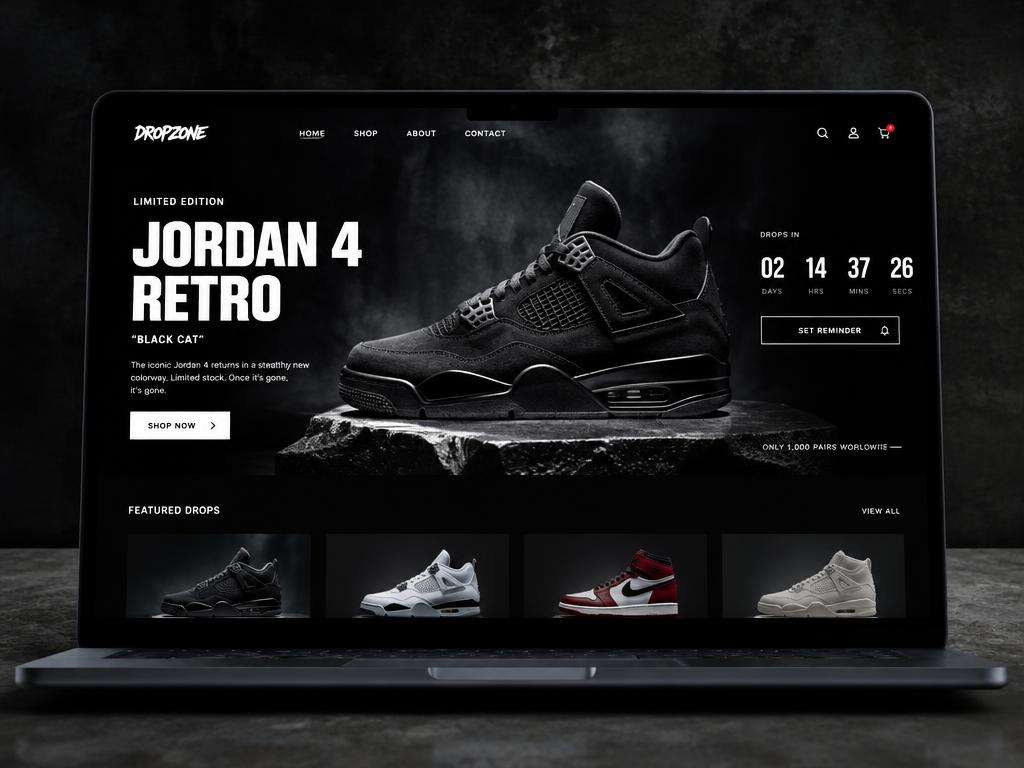 DROPZONE
HOME SHOP ABOUT CONTACT
LIMITED EDITION
JORDAN 4
RETRO
“BLACK CAT”
The iconic Jordan 4 returns in a stealthy new
colorway. Limited stock. Once it's gone,
it's gone.
SHOP NOW
DROPS IN
02 14 37 26
DAYS HRS MINS SECS
SET REMINDER
ONLY 1,000 PAIRS
FEATURED DROPS
VIEW ALL